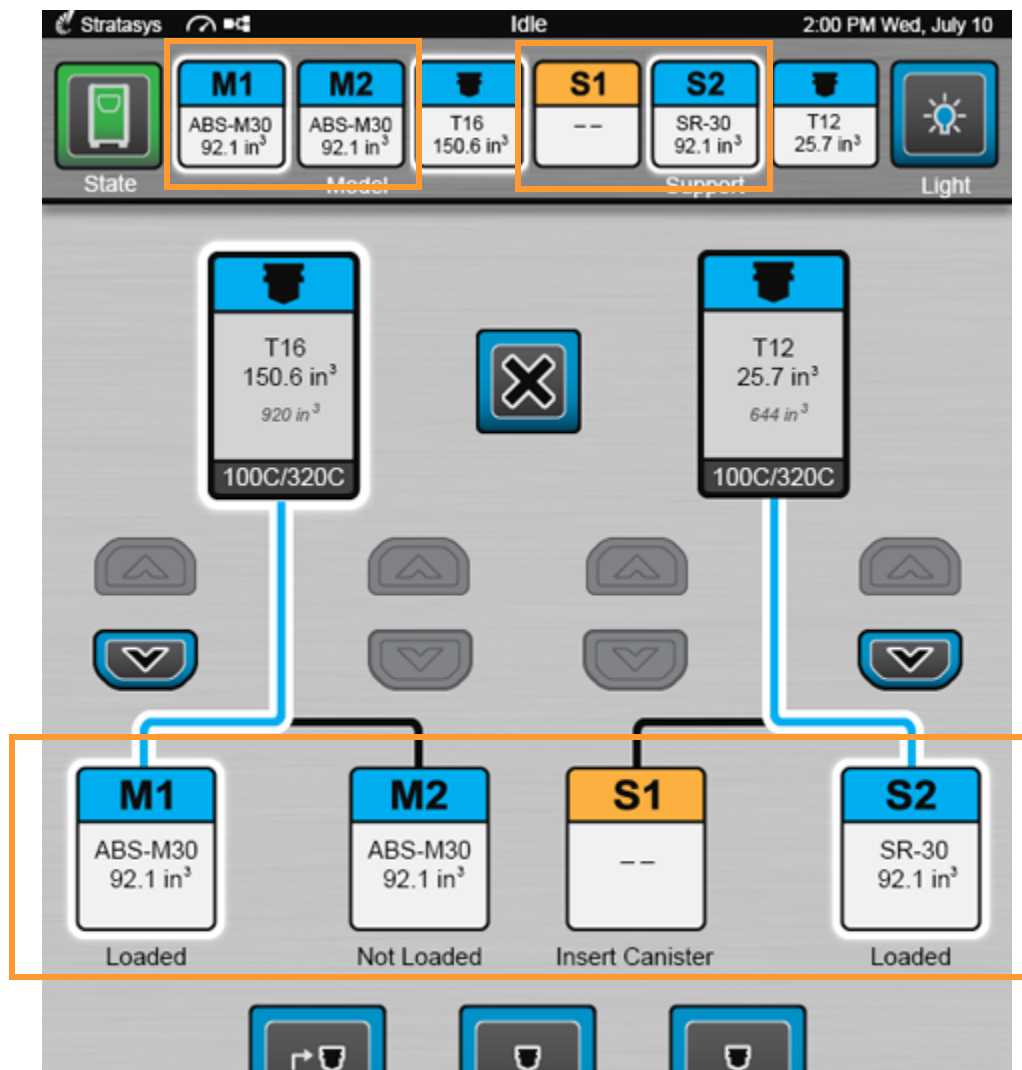 Stratasys Idle 2:00 PM Wed, July 10
M1 M2 S1 S2
ABS-M30 ABS-M30 T16 -- SR-30 T12
92.1 in³ 92.1 in³ 150.6 in³ 92.1 in³ 25.7 in³
State Model Support Light
T16 T12
150.6 in³ 25.7 in³
920 in³ 644 in³
100C/320C 100C/320C
M1 M2 S1 S2
ABS-M30 ABS-M30 -- SR-30
92.1 in³ 92.1 in³ 92.1 in³
Loaded Not Loaded Insert Canister Loaded